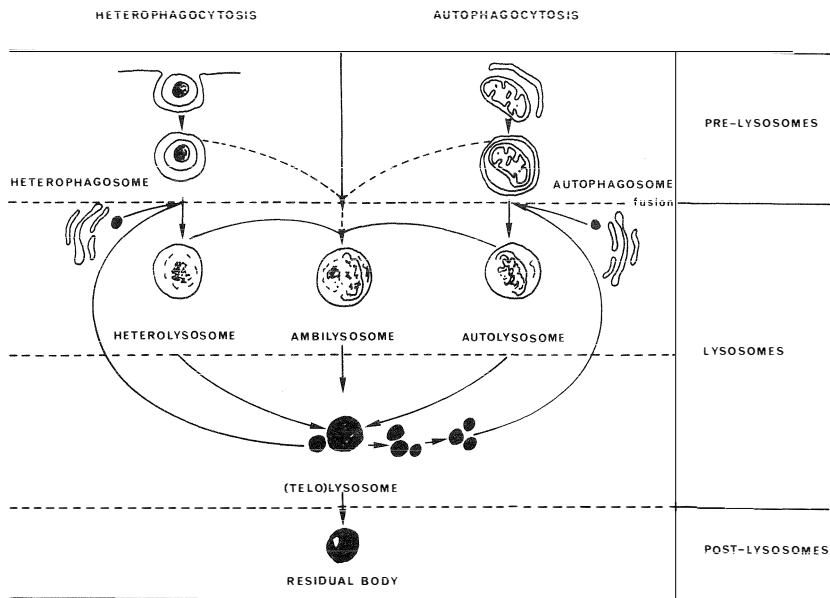 HETEROPHAGOCYTOSIS
AUTOPHAGOCYTOSIS
PRE-LYSOSOMES
HETEROPHAGOSOME
AUTOPHAGOSOME
fusion
HETEROLYSOSOME
AMBILYSOSOME
AUTOLYSOSOME
LYSOSOMES
(TELO)LYSOSOME
POST-LYSOSOMES
RESIDUAL BODY